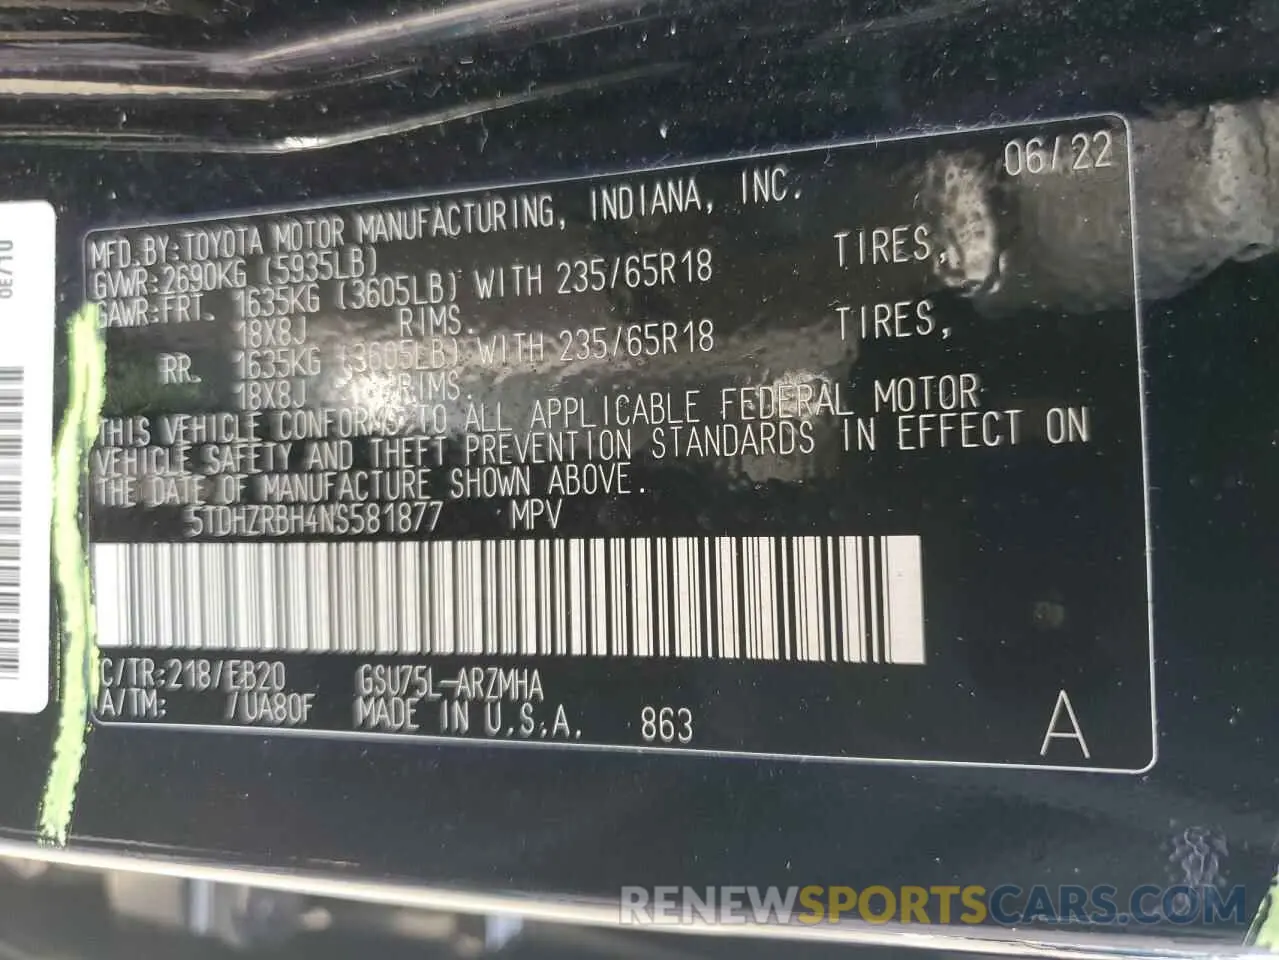 06/22
MFD.BY:TOYOTA MOTOR MANUFACTURING, INDIANA, INC.
GVWR:2690KG (5935LB)
GAWR:FRT. 1635KG (3605LB) WITH 235/65R18 TIRES,
18X8J RIMS.
RR. 1635KG (3605LB) WITH 235/65R18 TIRES,
18X8J RIMS.
THIS VEHICLE CONFORMS TO ALL APPLICABLE FEDERAL MOTOR
VEHICLE SAFETY AND THEFT PREVENTION STANDARDS IN EFFECT ON
THE DATE OF MANUFACTURE SHOWN ABOVE.
5TDHZRBH4NS581877 MPV
C/TR:218/EB20 GSU75L-ARZMHA
A/TM: /UA80F MADE IN U.S.A. 863
A
RENEWSPORTSCARS.COM